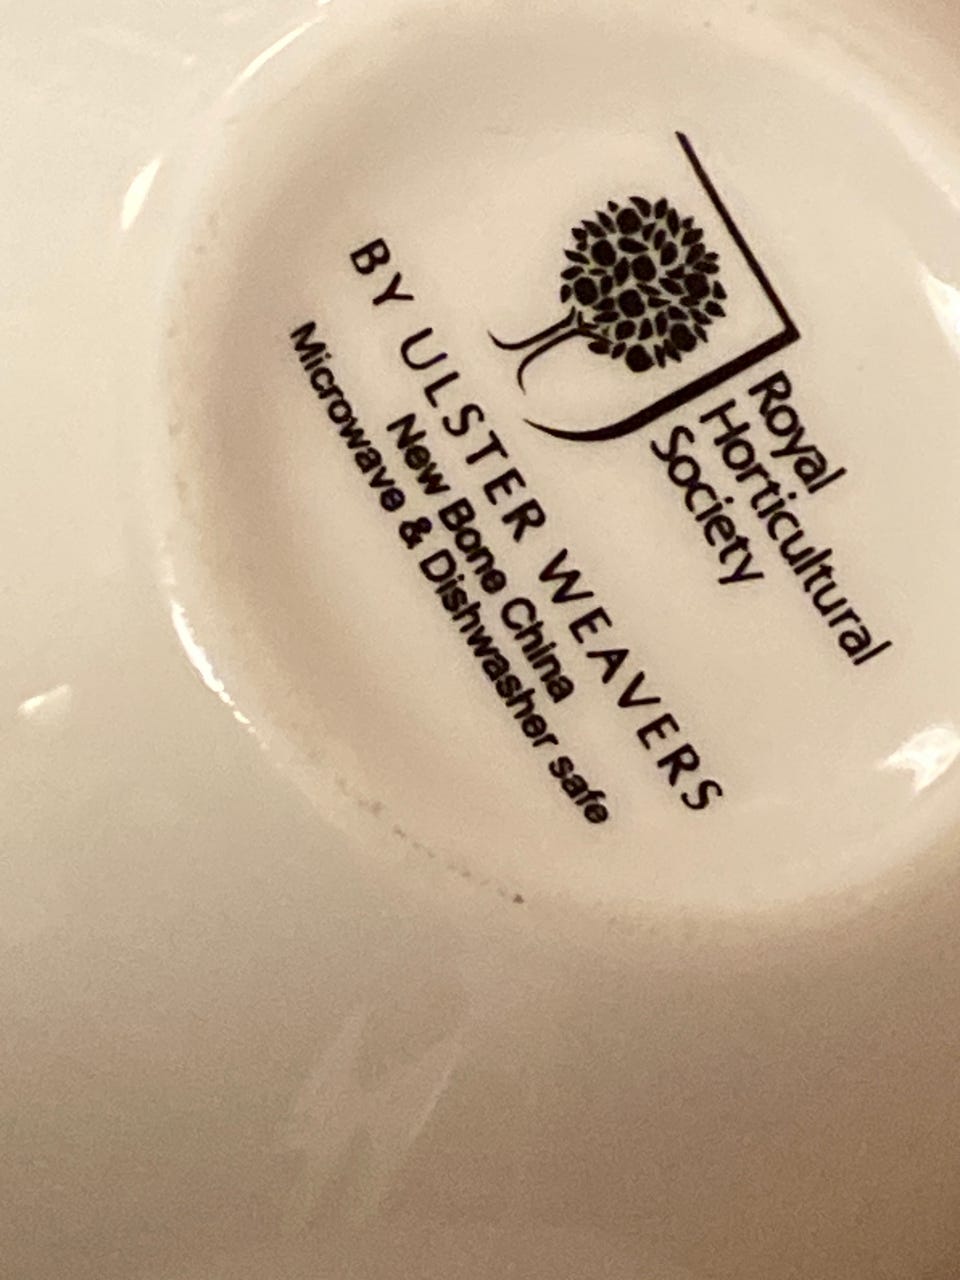 Royal
Horticultural
Society
BY ULSTER WEAVERS
New Bone China
Microwave & Dishwasher safe